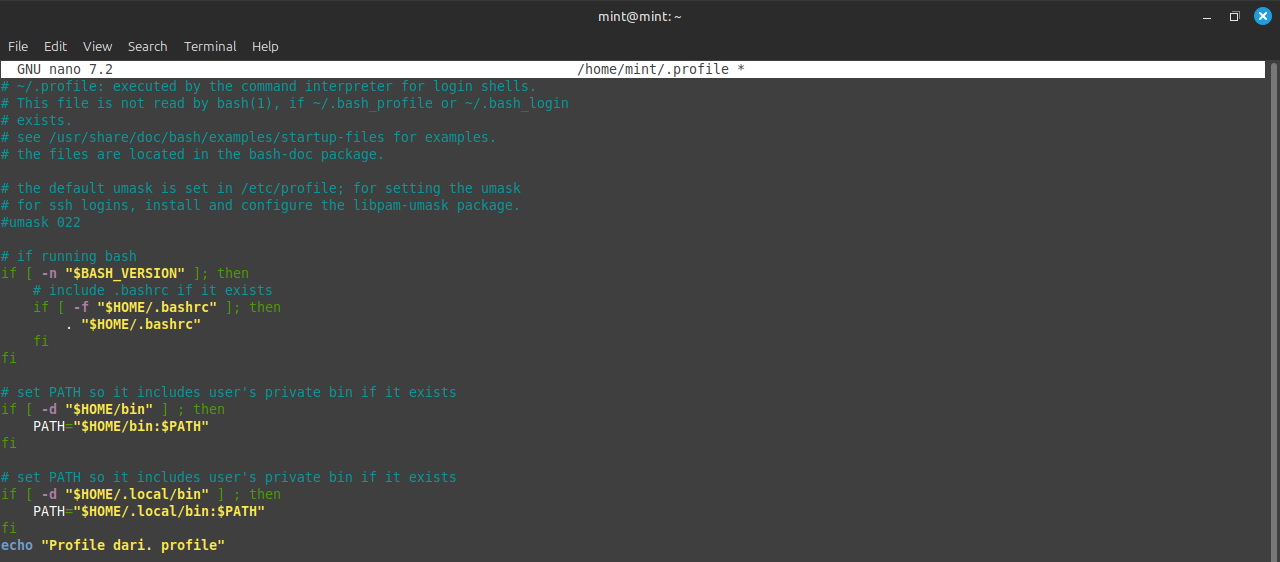 mint@mint: ~
File Edit View Search Terminal Help
GNU nano 7.2 /home/mint/.profile *
# ~/.profile: executed by the command interpreter for login shells.
# This file is not read by bash(1), if ~/.bash_profile or ~/.bash_login
# exists.
# see /usr/share/doc/bash/examples/startup-files for examples.
# the files are located in the bash-doc package.

# the default umask is set in /etc/profile; for setting the umask
# for ssh logins, install and configure the libpam-umask package.
#umask 022

# if running bash
if [ -n "$BASH_VERSION" ]; then
    # include .bashrc if it exists
    if [ -f "$HOME/.bashrc" ]; then
        . "$HOME/.bashrc"
    fi
fi

# set PATH so it includes user's private bin if it exists
if [ -d "$HOME/bin" ] ; then
    PATH="$HOME/bin:$PATH"
fi

# set PATH so it includes user's private bin if it exists
if [ -d "$HOME/.local/bin" ] ; then
    PATH="$HOME/.local/bin:$PATH"
fi
echo "Profile dari. profile"